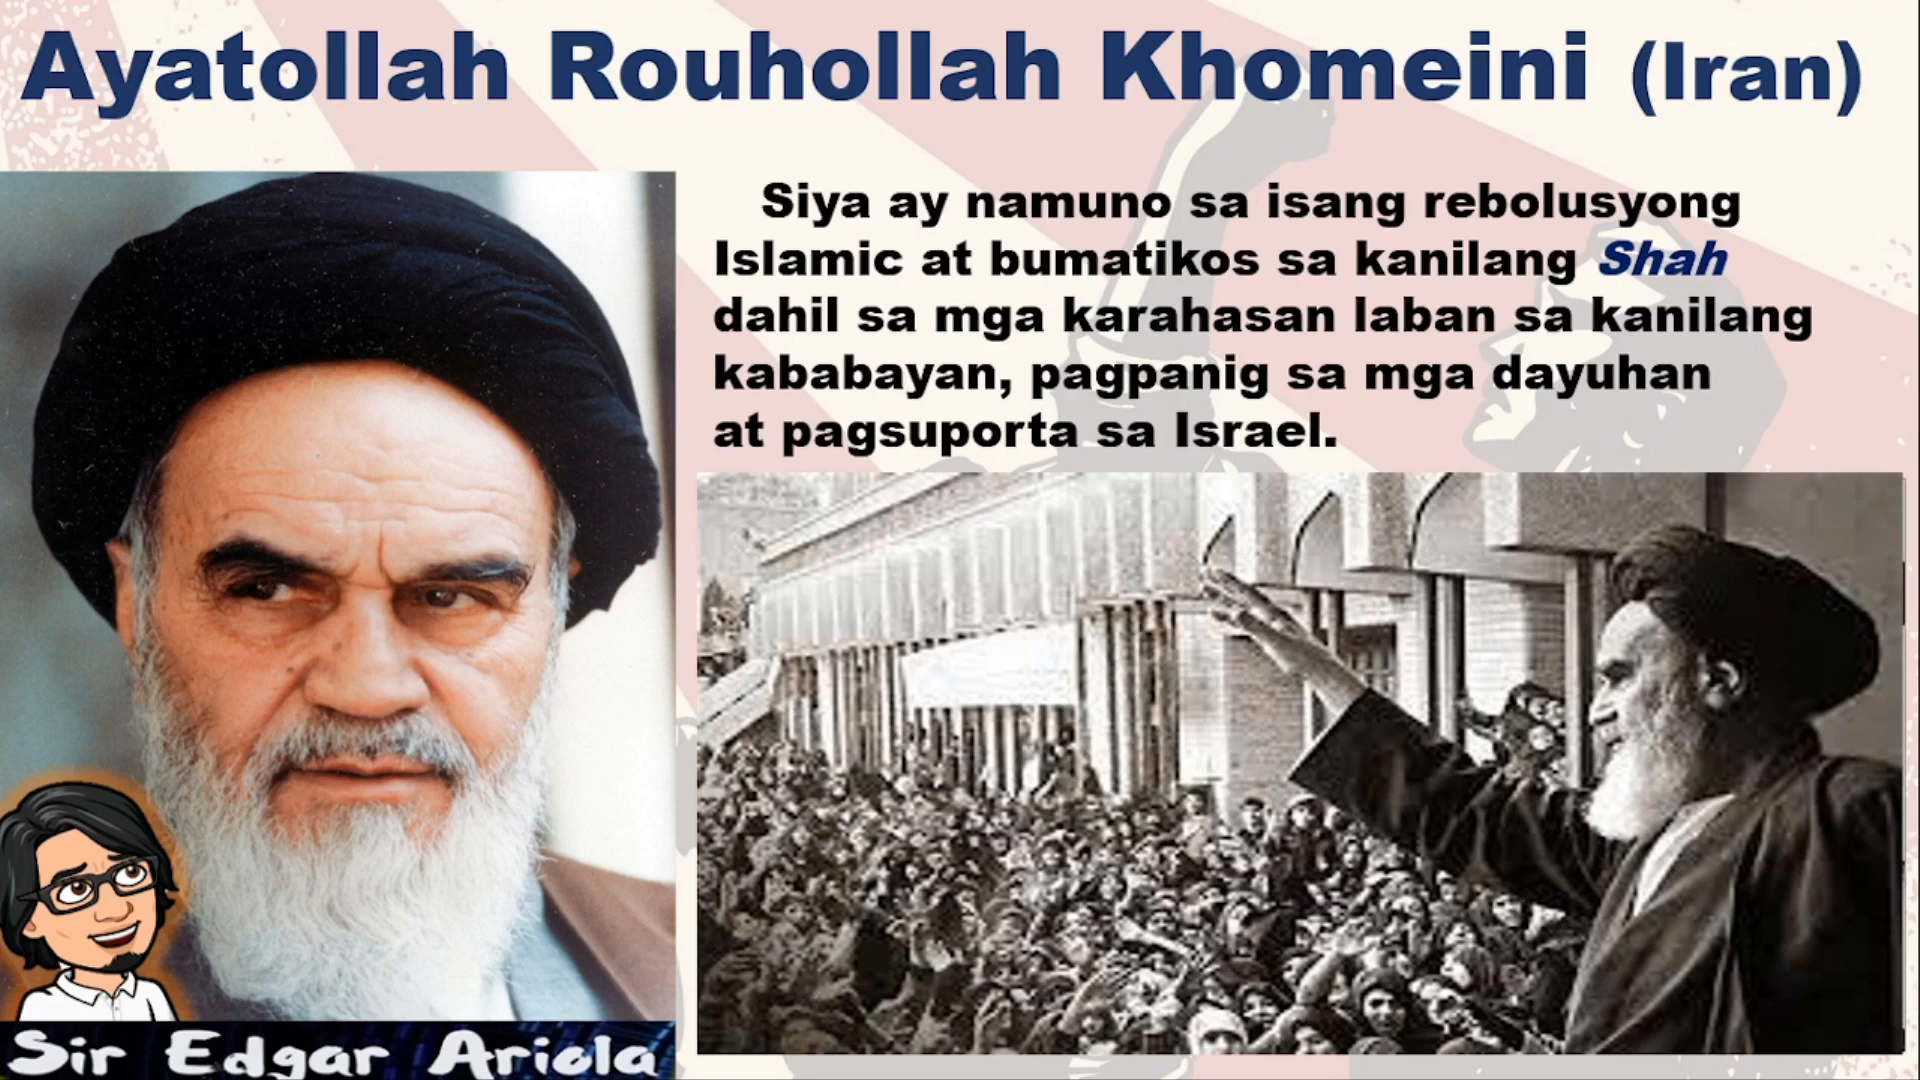 Ayatollah Rouhollah Khomeini (Iran)
Siya ay namuno sa isang rebolusyong
Islamic at bumatikos sa kanilang Shah
dahil sa mga karahasan laban sa kanilang
kababayan, pagpanig sa mga dayuhan
at pagsuporta sa Israel.
Sir Edgar Ariola